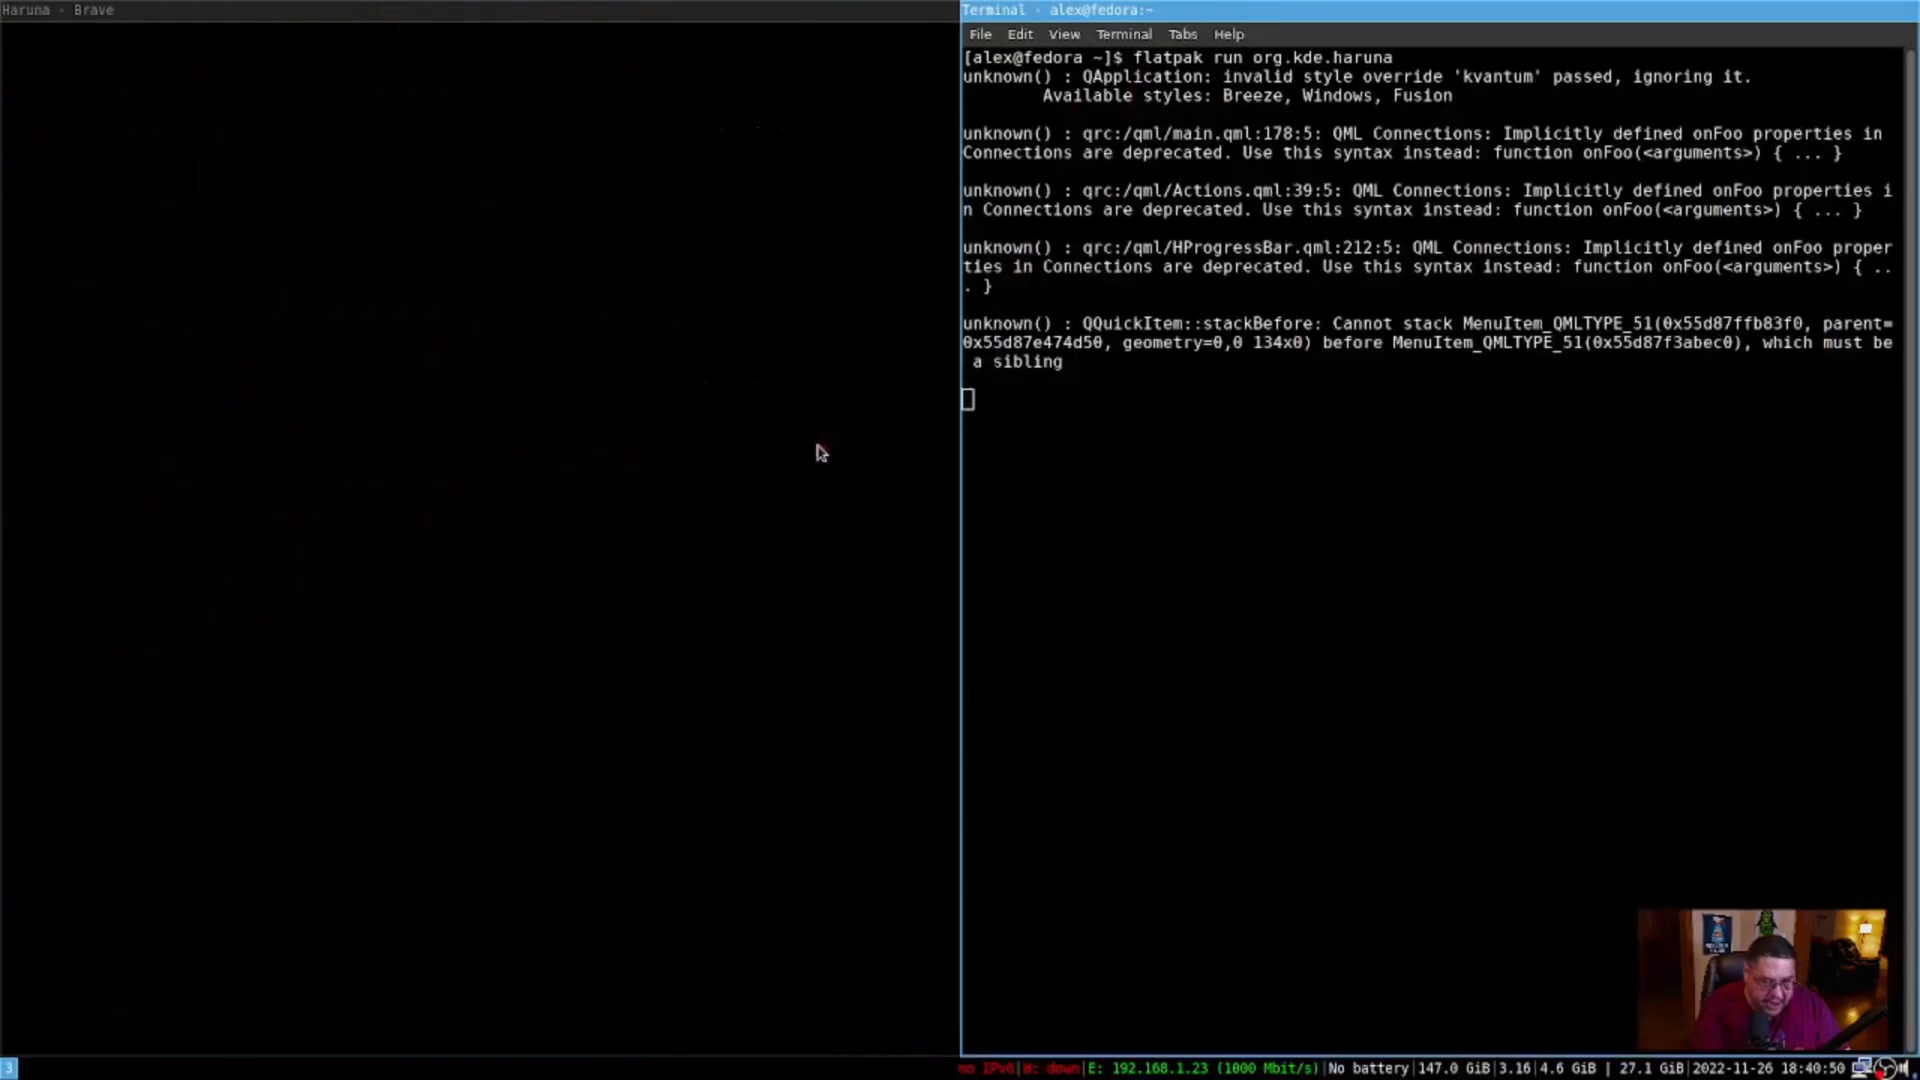 Haruna - Brave
Terminal - alex@fedora:~
File Edit View Terminal Tabs Help
[alex@fedora ~]$ flatpak run org.kde.haruna
unknown() : QApplication: invalid style override 'kvantum' passed, ignoring it.
Available styles: Breeze, Windows, Fusion
unknown() : qrc:/qml/main.qml:178:5: QML Connections: Implicitly defined onFoo properties in
Connections are deprecated. Use this syntax instead: function onFoo(<arguments>) { ... }
unknown() : qrc:/qml/Actions.qml:39:5: QML Connections: Implicitly defined onFoo properties i
n Connections are deprecated. Use this syntax instead: function onFoo(<arguments>) { ... }
unknown() : qrc:/qml/HProgressBar.qml:212:5: QML Connections: Implicitly defined onFoo proper
ties in Connections are deprecated. Use this syntax instead: function onFoo(<arguments>) { ..
. }
unknown() : QQuickItem::stackBefore: Cannot stack MenuItem_QMLTYPE_51(0x55d87ffb83f0, parent=
0x55d87e474d50, geometry=0,0 134x0) before MenuItem_QMLTYPE_51(0x55d87f3abec0), which must be
a sibling
3
no IPv6|W: down|E: 192.168.1.23 (1000 Mbit/s)|No battery|147.0 GiB|3.16|4.6 GiB | 27.1 GiB|2022-11-26 18:40:50